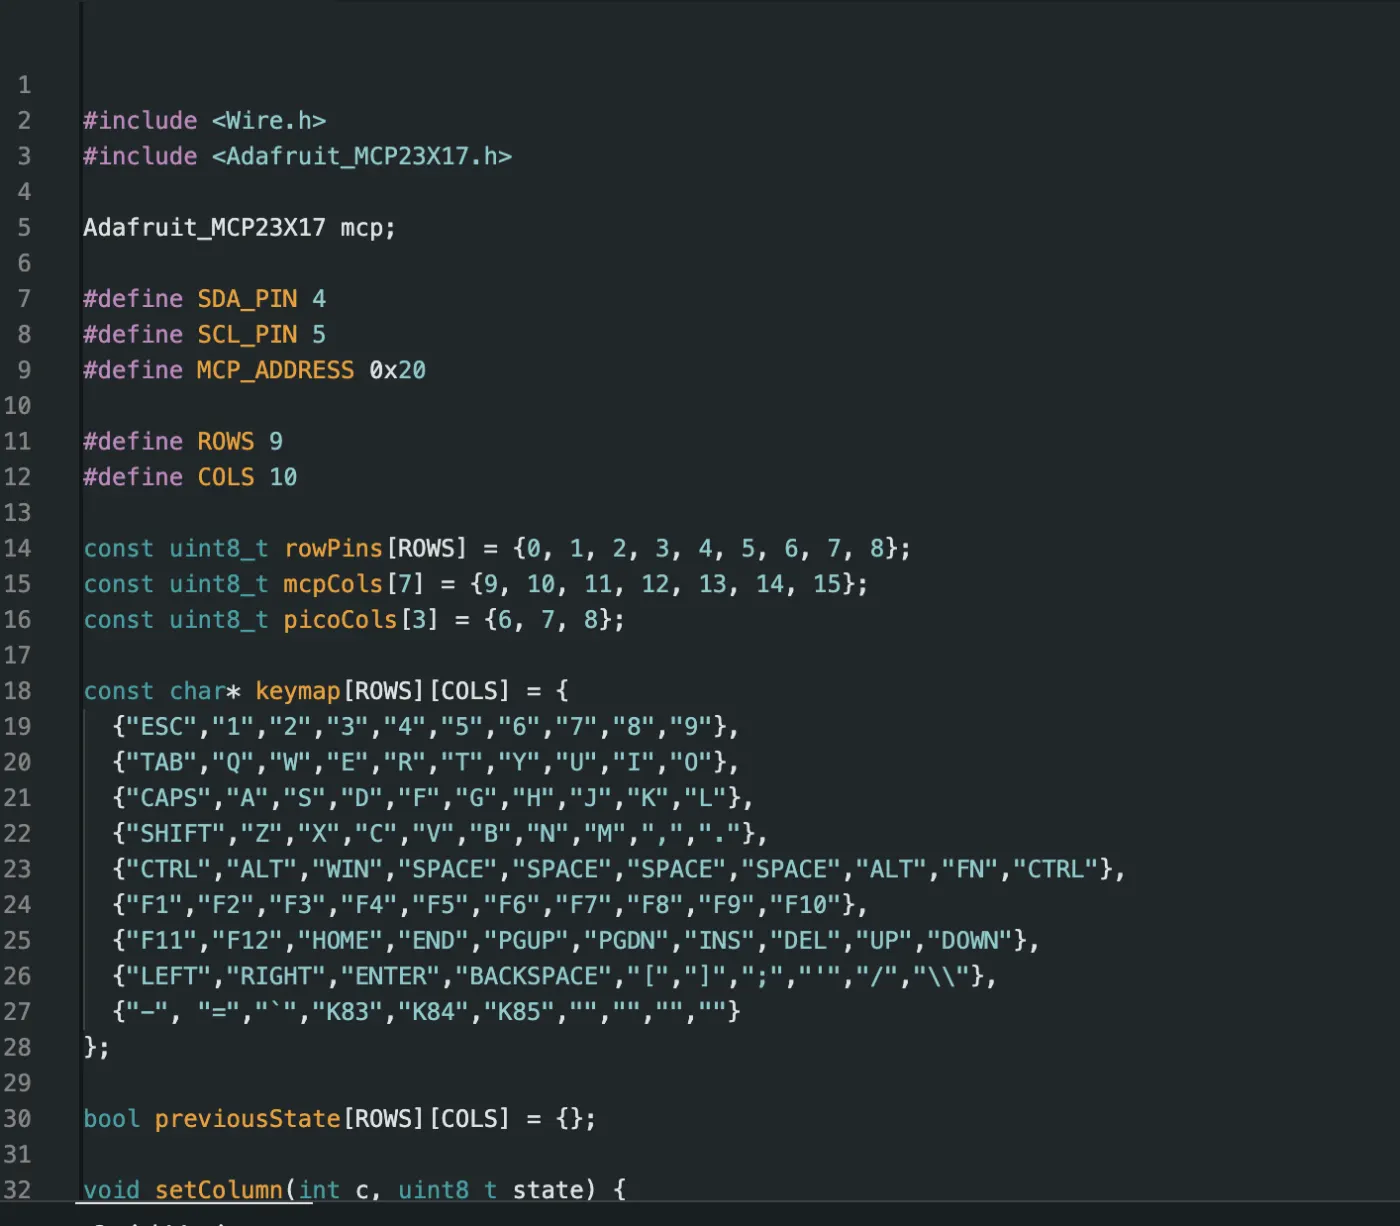 1
2 #include <Wire.h>
3 #include <Adafruit_MCP23X17.h>
4
5 Adafruit_MCP23X17 mcp;
6
7 #define SDA_PIN 4
8 #define SCL_PIN 5
9 #define MCP_ADDRESS 0x20
10
11 #define ROWS 9
12 #define COLS 10
13
14 const uint8_t rowPins[ROWS] = {0, 1, 2, 3, 4, 5, 6, 7, 8};
15 const uint8_t mcpCols[7] = {9, 10, 11, 12, 13, 14, 15};
16 const uint8_t picoCols[3] = {6, 7, 8};
17
18 const char* keymap[ROWS][COLS] = {
19   {"ESC","1","2","3","4","5","6","7","8","9"},
20   {"TAB","Q","W","E","R","T","Y","U","I","O"},
21   {"CAPS","A","S","D","F","G","H","J","K","L"},
22   {"SHIFT","Z","X","C","V","B","N","M",",","."},
23   {"CTRL","ALT","WIN","SPACE","SPACE","SPACE","SPACE","ALT","FN","CTRL"},
24   {"F1","F2","F3","F4","F5","F6","F7","F8","F9","F10"},
25   {"F11","F12","HOME","END","PGUP","PGDN","INS","DEL","UP","DOWN"},
26   {"LEFT","RIGHT","ENTER","BACKSPACE","[","]",";","'","/","\\"},
27   {"-", "=","`","K83","K84","K85","","","",""}
28 };
29
30 bool previousState[ROWS][COLS] = {};
31
32 void setColumn(int c, uint8_t state) {